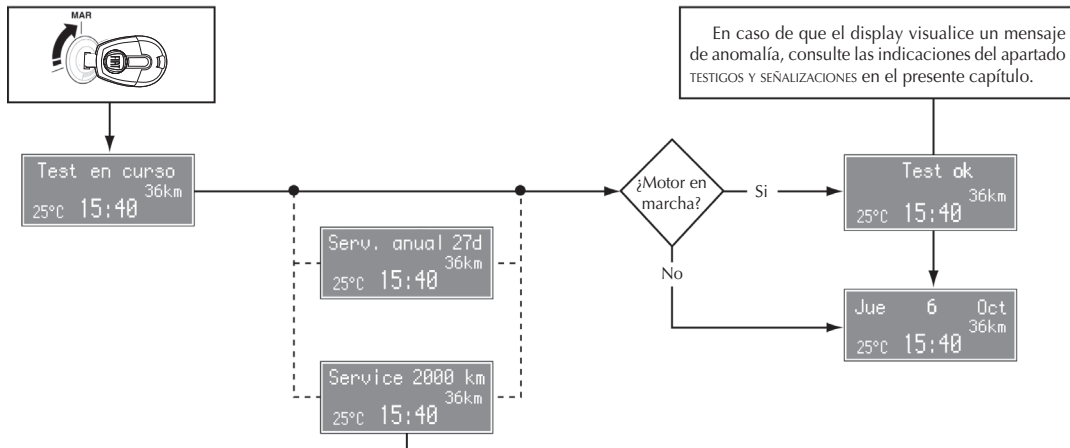 MAR
FIAT
En caso de que el display visualice un mensaje
de anomalía, consulte las indicaciones del apartado
TESTIGOS Y SEÑALIZACIONES en el presente capítulo.
Test en curso
36km
25°C 15:40
¿Motor en
marcha?
Si
Test ok
36km
25°C 15:40
Serv. anual 27d
36km
25°C 15:40
No
Jue 6 Oct
36km
25°C 15:40
Service 2000 km
36km
25°C 15:40